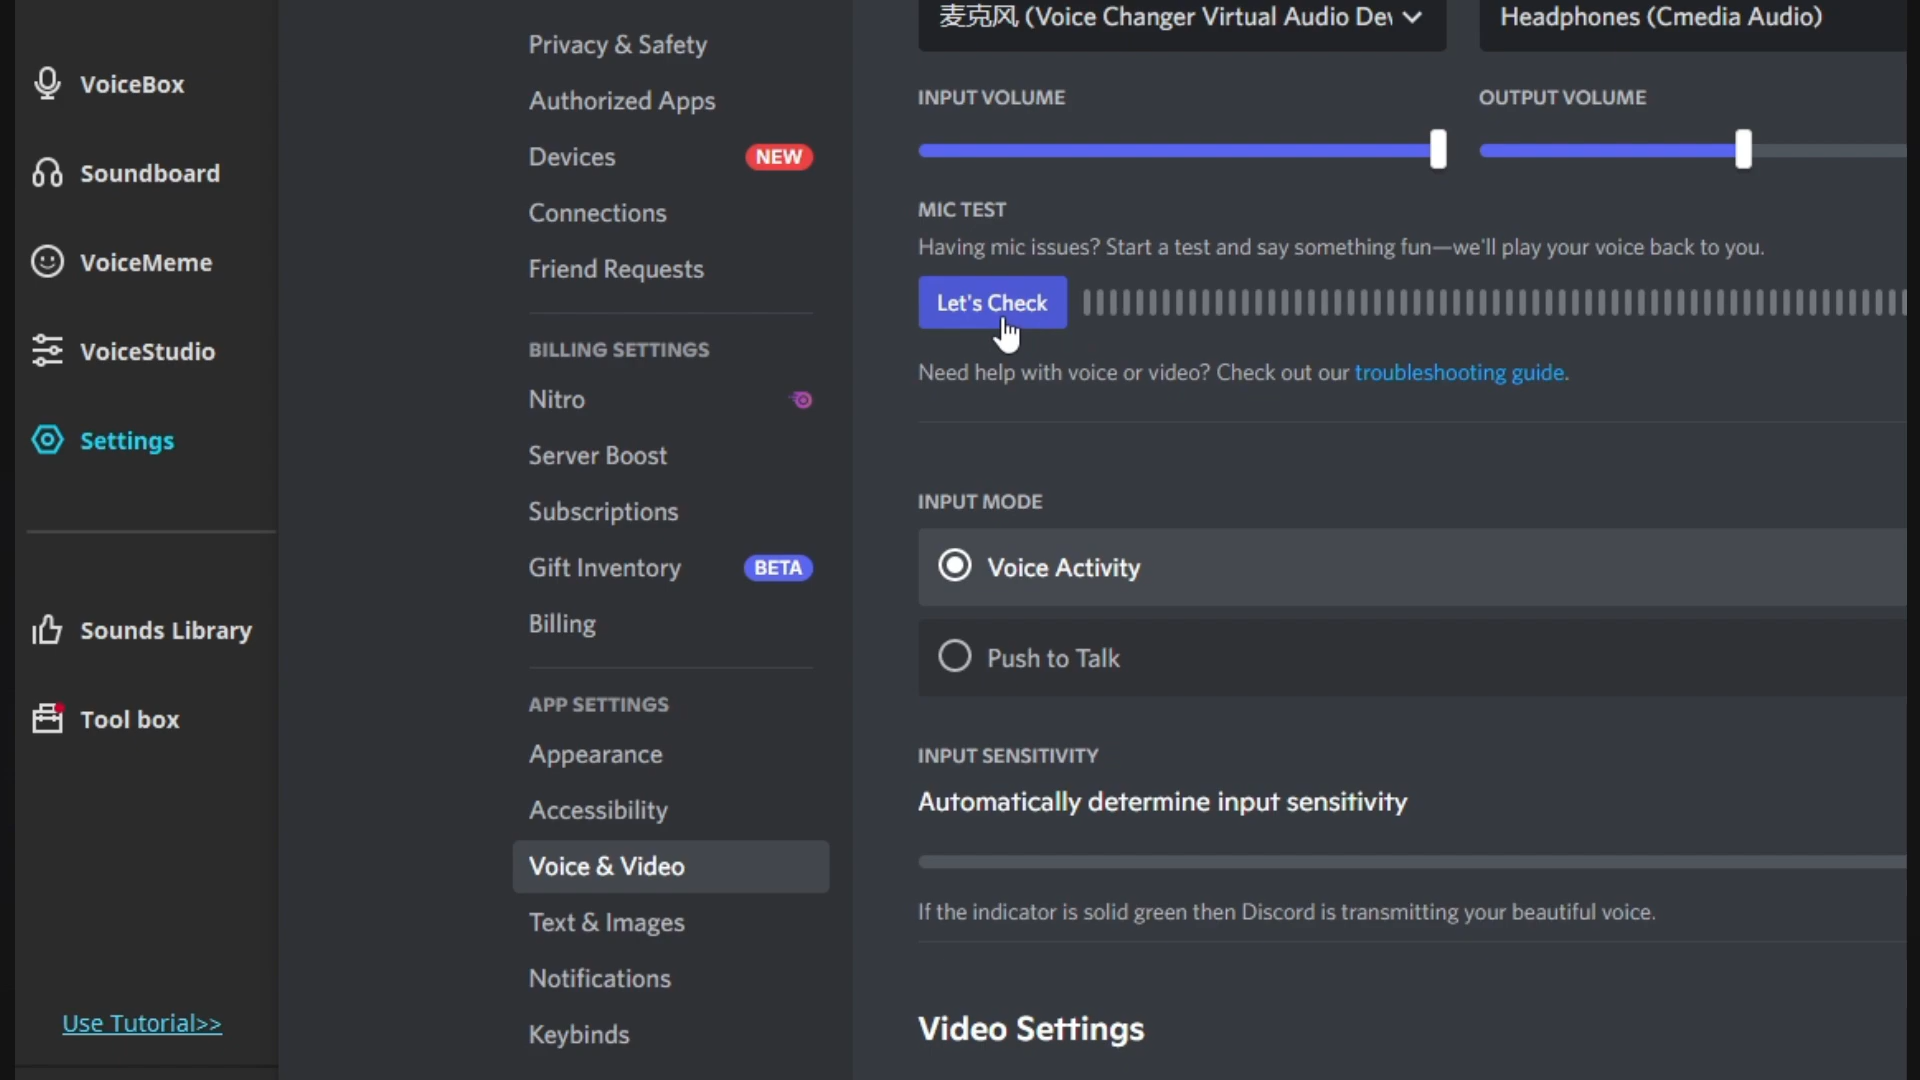 VoiceBox
Soundboard
VoiceMeme
VoiceStudio
Settings
Sounds Library
Tool box
Use Tutorial>>
Privacy & Safety
Authorized Apps
Devices NEW
Connections
Friend Requests
BILLING SETTINGS
Nitro
Server Boost
Subscriptions
Gift Inventory BETA
Billing
APP SETTINGS
Appearance
Accessibility
Voice & Video
Text & Images
Notifications
Keybinds
麦克风 (Voice Changer Virtual Audio Dev
Headphones (Cmedia Audio)
INPUT VOLUME
OUTPUT VOLUME
MIC TEST
Having mic issues? Start a test and say something fun—we'll play your voice back to you.
Let's Check
Need help with voice or video? Check out our troubleshooting guide.
INPUT MODE
Voice Activity
Push to Talk
INPUT SENSITIVITY
Automatically determine input sensitivity
If the indicator is solid green then Discord is transmitting your beautiful voice.
Video Settings